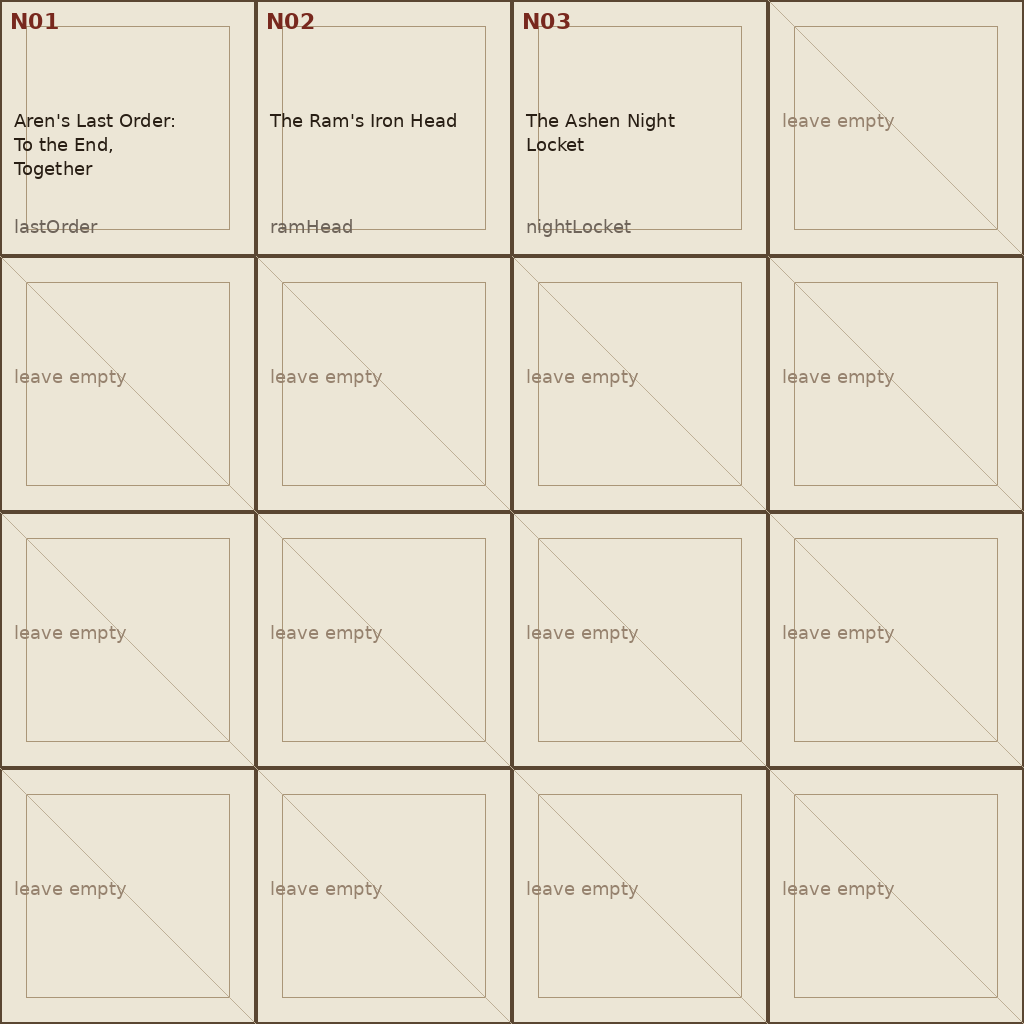 N01
N02
N03
Aren's Last Order:
To the End,
Together
The Ram's Iron Head
The Ashen Night
Locket
leave empty
lastOrder
ramHead
nightLocket
leave empty
leave empty
leave empty
leave empty
leave empty
leave empty
leave empty
leave empty
leave empty
leave empty
leave empty
leave empty